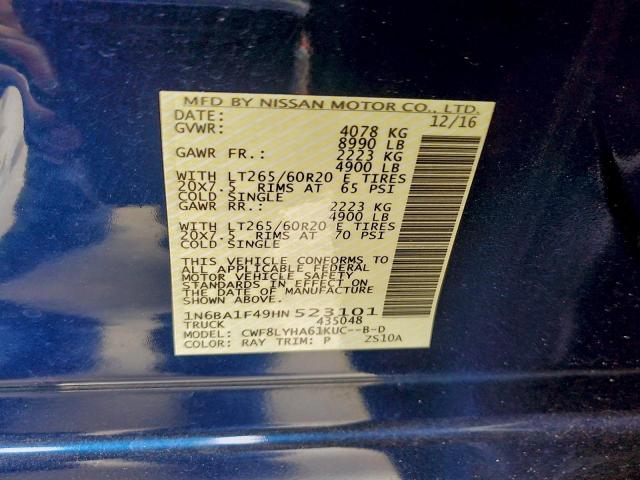 MFD BY NISSAN MOTOR CO., LTD.
DATE: 12/16
GVWR: 4078 KG
8990 LB
GAWR FR.: 2223 KG
4900 LB
WITH LT265/60R20 E TIRES
20X7.5 RIMS AT 65 PSI
COLD SINGLE
GAWR RR.: 2223 KG
4900 LB
WITH LT265/60R20 E TIRES
20X7.5 RIMS AT 70 PSI
COLD SINGLE
THIS VEHICLE CONFORMS TO
ALL APPLICABLE FEDERAL
MOTOR VEHICLE SAFETY
STANDARDS IN EFFECT ON
THE DATE OF MANUFACTURE
SHOWN ABOVE.
1N6BA1F49HN523101
TRUCK 435048
MODEL: CWF8LYHA61KUC--B-D
COLOR: RAY TRIM: P ZS10A